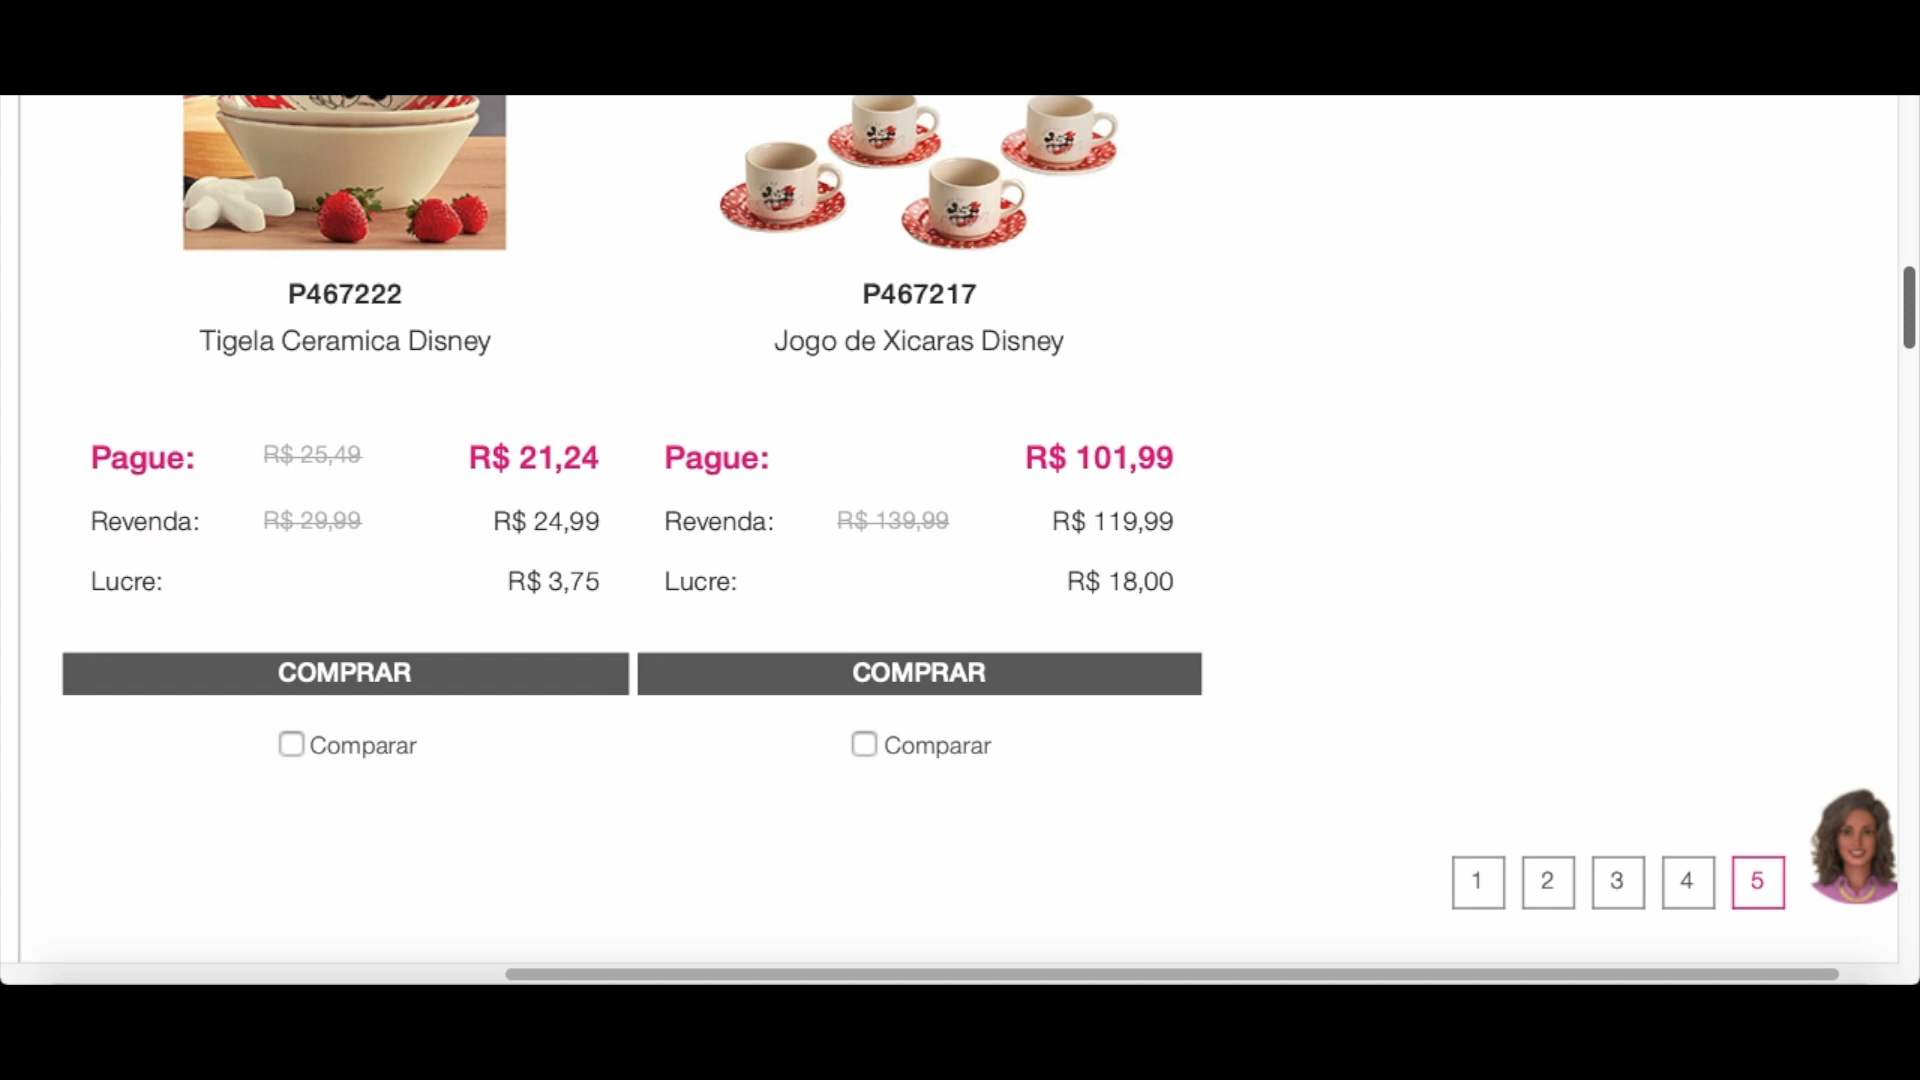 P467222
Tigela Ceramica Disney
Pague: R$ 25,49 R$ 21,24
Revenda: R$ 29,99 R$ 24,99
Lucre: R$ 3,75
COMPRAR
Comparar
P467217
Jogo de Xicaras Disney
Pague: R$ 101,99
Revenda: R$ 139,99 R$ 119,99
Lucre: R$ 18,00
COMPRAR
Comparar
1 2 3 4 5